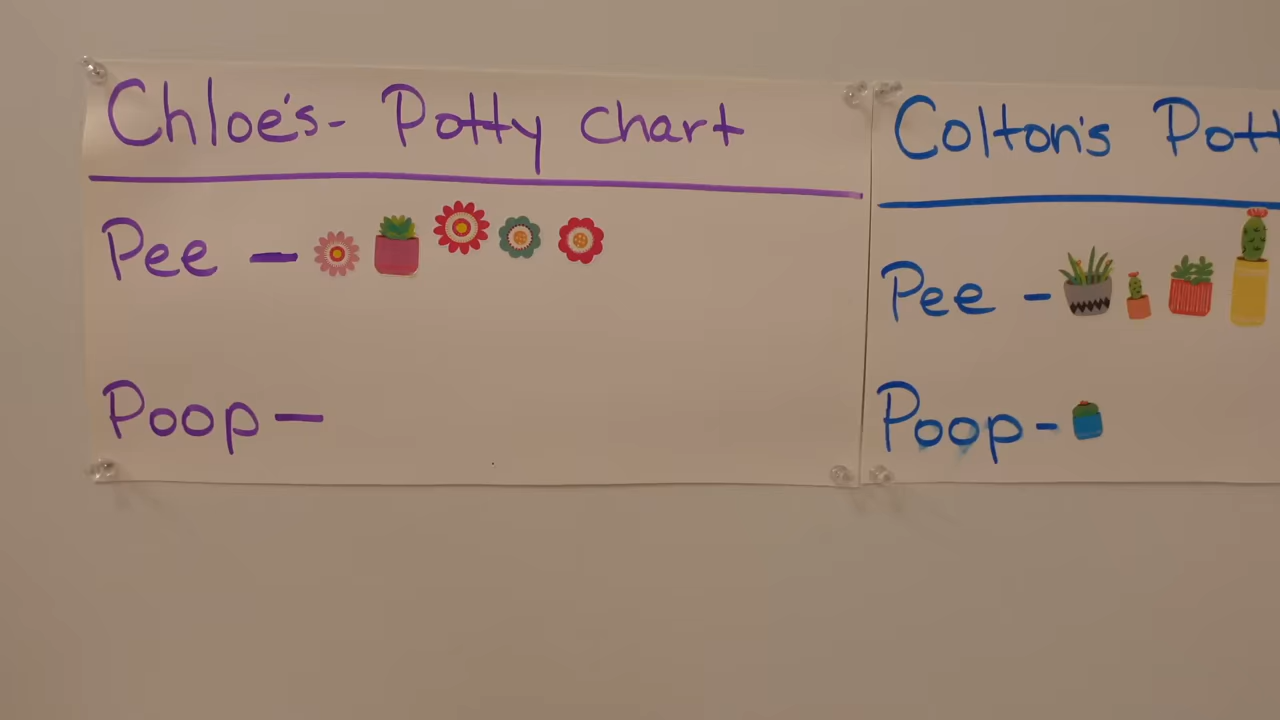 Chloe's- Potty chart
Pee -
Poop -
Colton's Pott
Pee -
Poop -